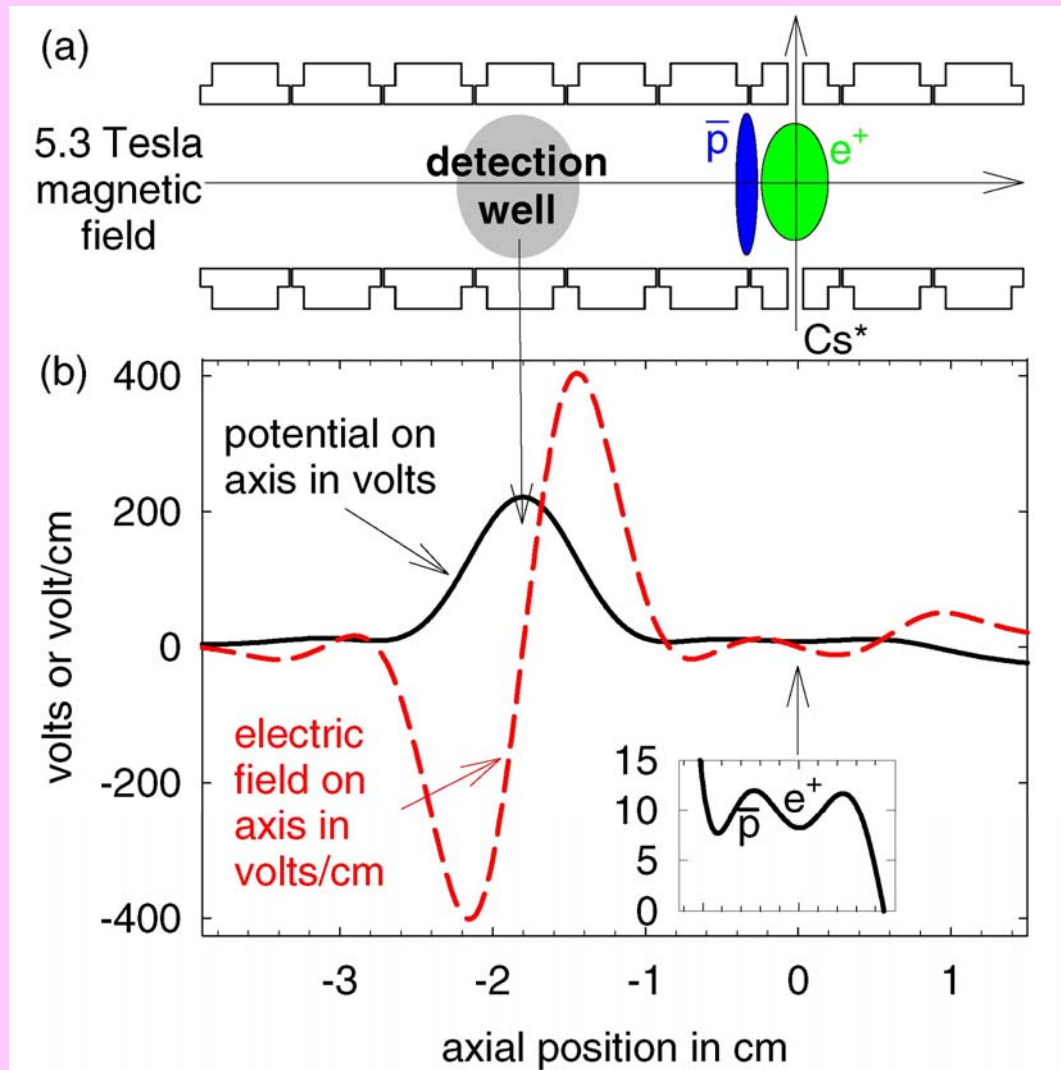 (a)
5.3 Tesla
magnetic
field
detection
well
p̅
e⁺
Cs*
(b)
400
200
0
-200
-400
volts or volt/cm
potential on
axis in volts
electric
field on
axis in
volts/cm
15
10
5
0
p̅
e⁺
-3
-2
-1
0
1
axial position in cm